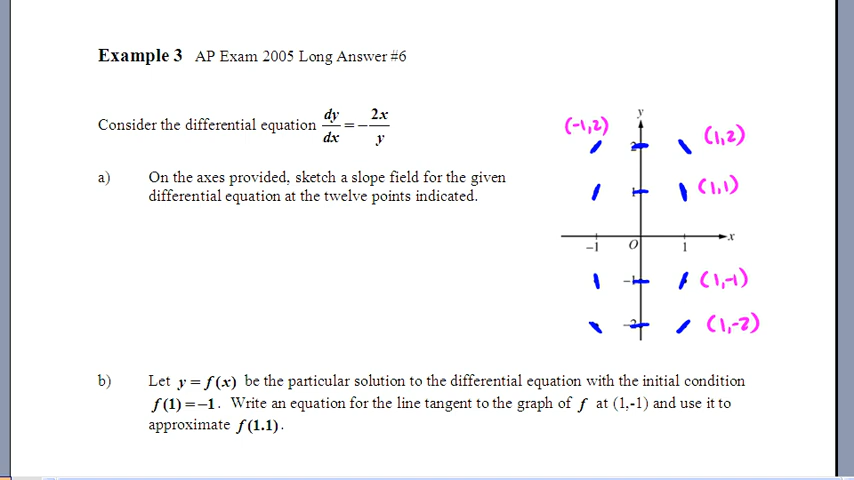 Example 3 AP Exam 2005 Long Answer #6
Consider the differential equation dy/dx = -2x/y
a) On the axes provided, sketch a slope field for the given
differential equation at the twelve points indicated.
y
(-1,2)
2
(1,2)
1
(1,1)
-1 O 1 x
-1
(1,-1)
-2
(1,-2)
b) Let y = f(x) be the particular solution to the differential equation with the initial condition
f(1) = -1. Write an equation for the line tangent to the graph of f at (1,-1) and use it to
approximate f(1.1).